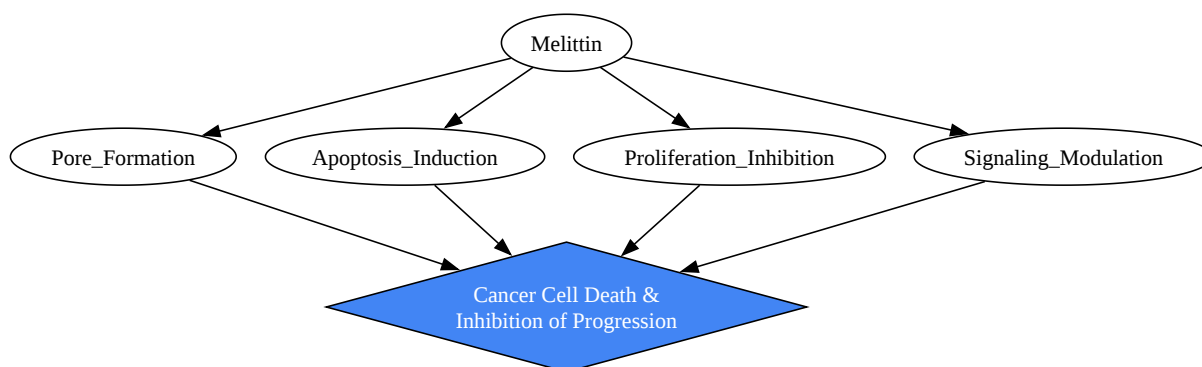 Melittin
Pore_Formation
Apoptosis_Induction
Proliferation_Inhibition
Signaling_Modulation
Cancer Cell Death &
Inhibition of Progression